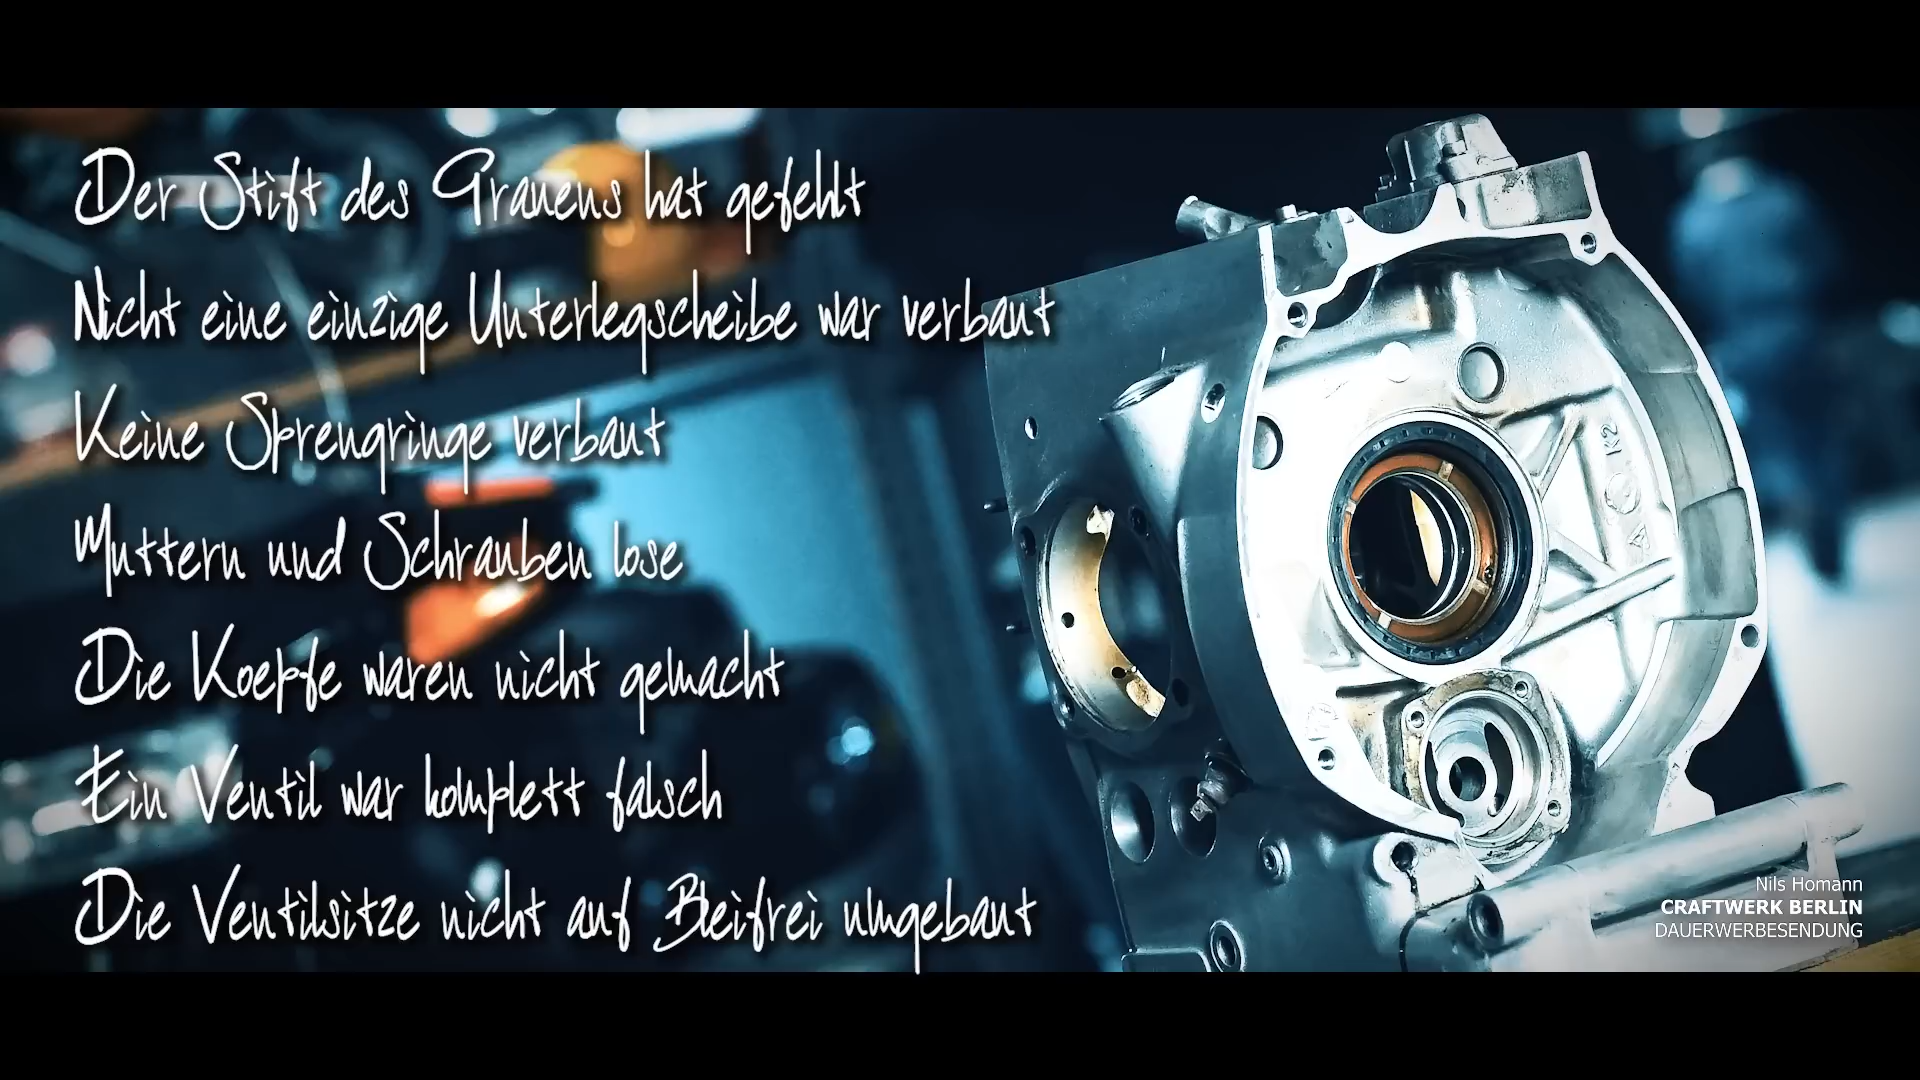 Der Stift des Grauens hat gefehlt
Nicht eine einzige Unterlegscheibe war verbaut
Keine Sprengringe verbaut
Muttern und Schrauben lose
Die Koepfe waren nicht gemacht
Ein Ventil war komplett falsch
Die Ventilsitze nicht auf Bleifrei umgebaut
Nils Homann
CRAFTWERK BERLIN
DAUERWERBESENDUNG